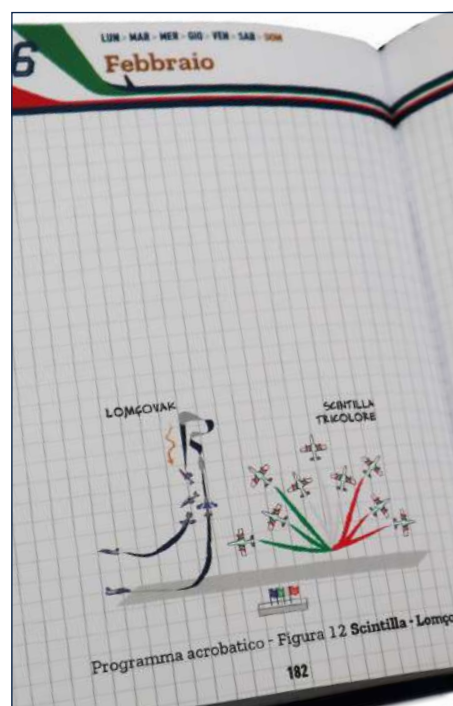 6
LUN - MAR - MER - GIO - VEN - SAB - DOM
Febbraio
LOMÇOVAK
SCINTILLA
TRICOLORE
Programma acrobatico - Figura 12 Scintilla - Lomço
182